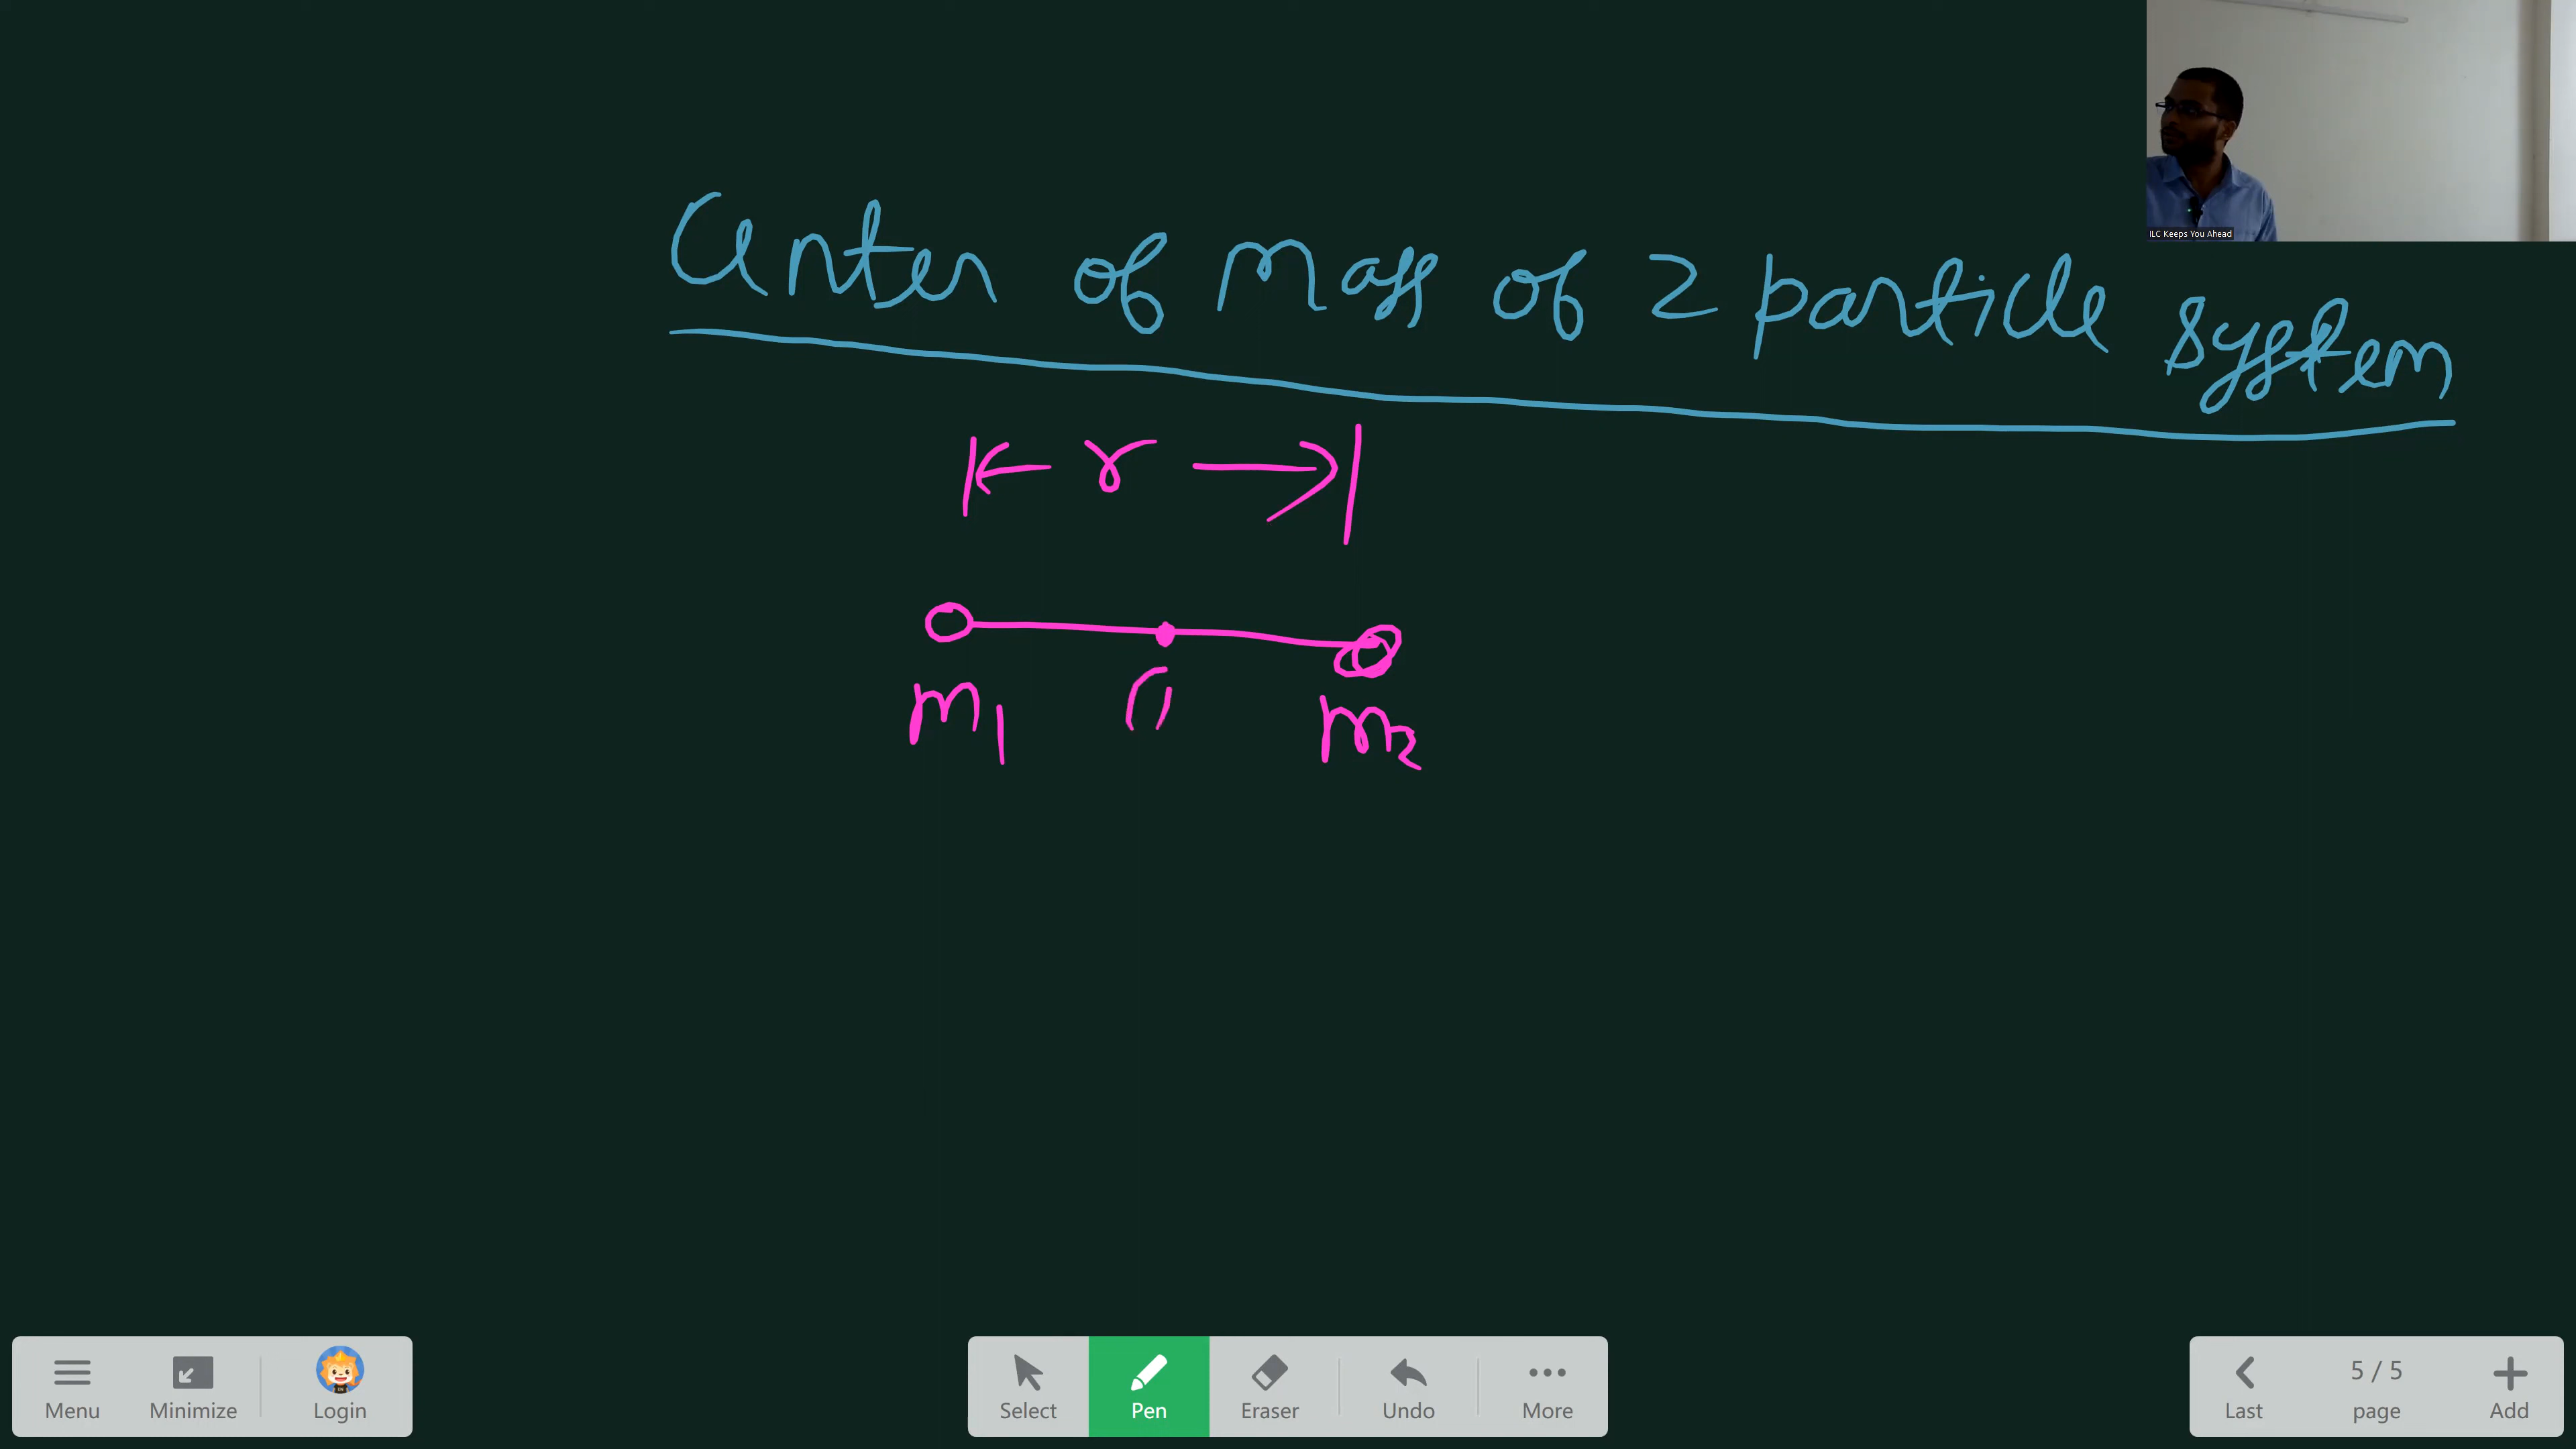 ILC Keeps You Ahead
Center of Mass of 2 particle system
r
m1
m2
Menu Minimize Login Select Pen Eraser Undo More Last 5 / 5 page Add